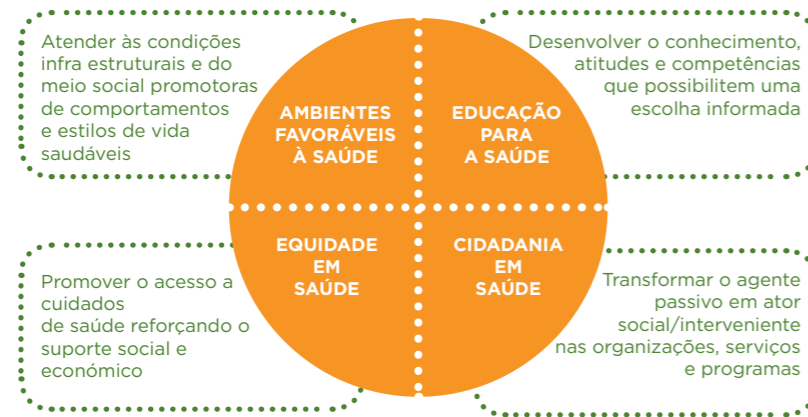 Atender às condições
infra estruturais e do
meio social promotoras
de comportamentos
e estilos de vida
saudáveis
AMBIENTES
FAVORÁVEIS
À SAÚDE
EDUCAÇÃO
PARA
A SAÚDE
Desenvolver o conhecimento,
atitudes e competências
que possibilitem uma
escolha informada
Promover o acesso a
cuidados
de saúde reforçando o
suporte social e
económico
EQUIDADE
EM
SAÚDE
CIDADANIA
EM
SAÚDE
Transformar o agente
passivo em ator
social/interveniente
nas organizações, serviços
e programas